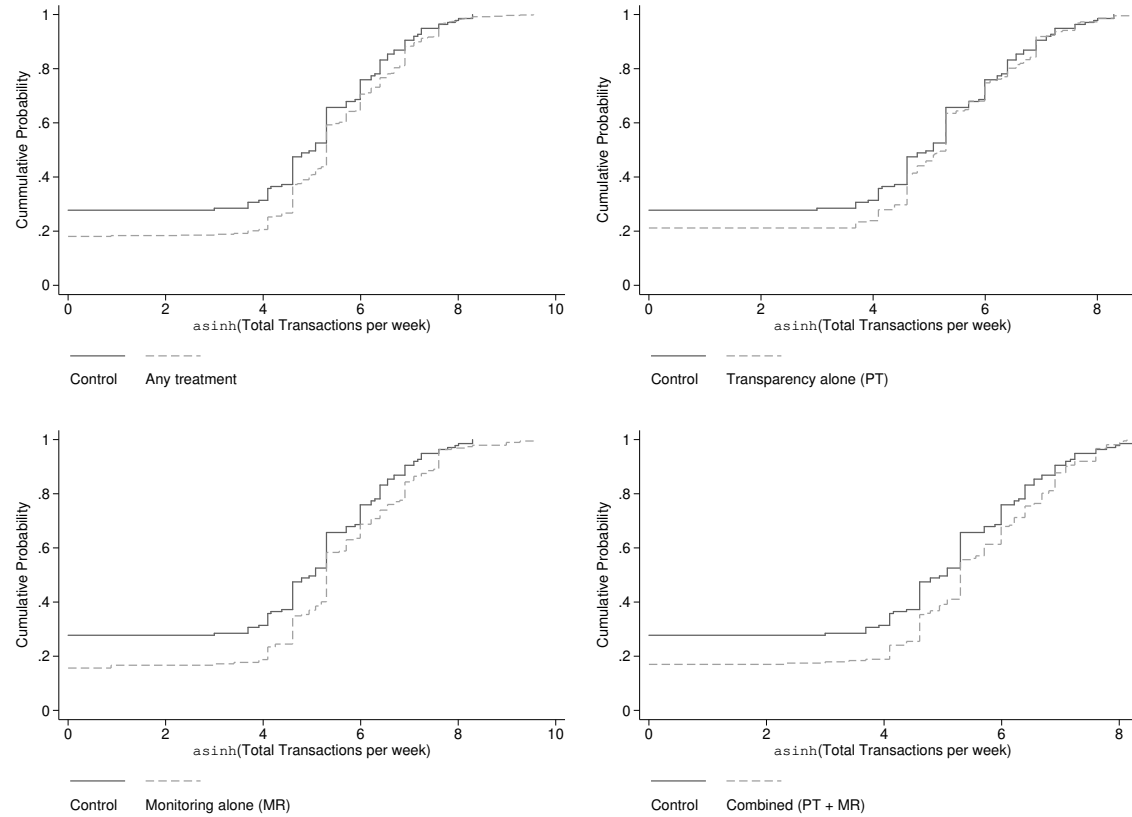 Cummulative Probability
1
.8
.6
.4
.2
0
0 2 4 6 8 10
asinh(Total Transactions per week)
Control Any treatment
Cumulative Probability
1
.8
.6
.4
.2
0
0 2 4 6 8
asinh(Total Transactions per week)
Control Transparency alone (PT)
Cumulative Probability
1
.8
.6
.4
.2
0
0 2 4 6 8 10
asinh(Total Transactions per week)
Control Monitoring alone (MR)
Cumulative Probability
1
.8
.6
.4
.2
0
0 2 4 6 8
asinh(Total Transactions per week)
Control Combined (PT + MR)